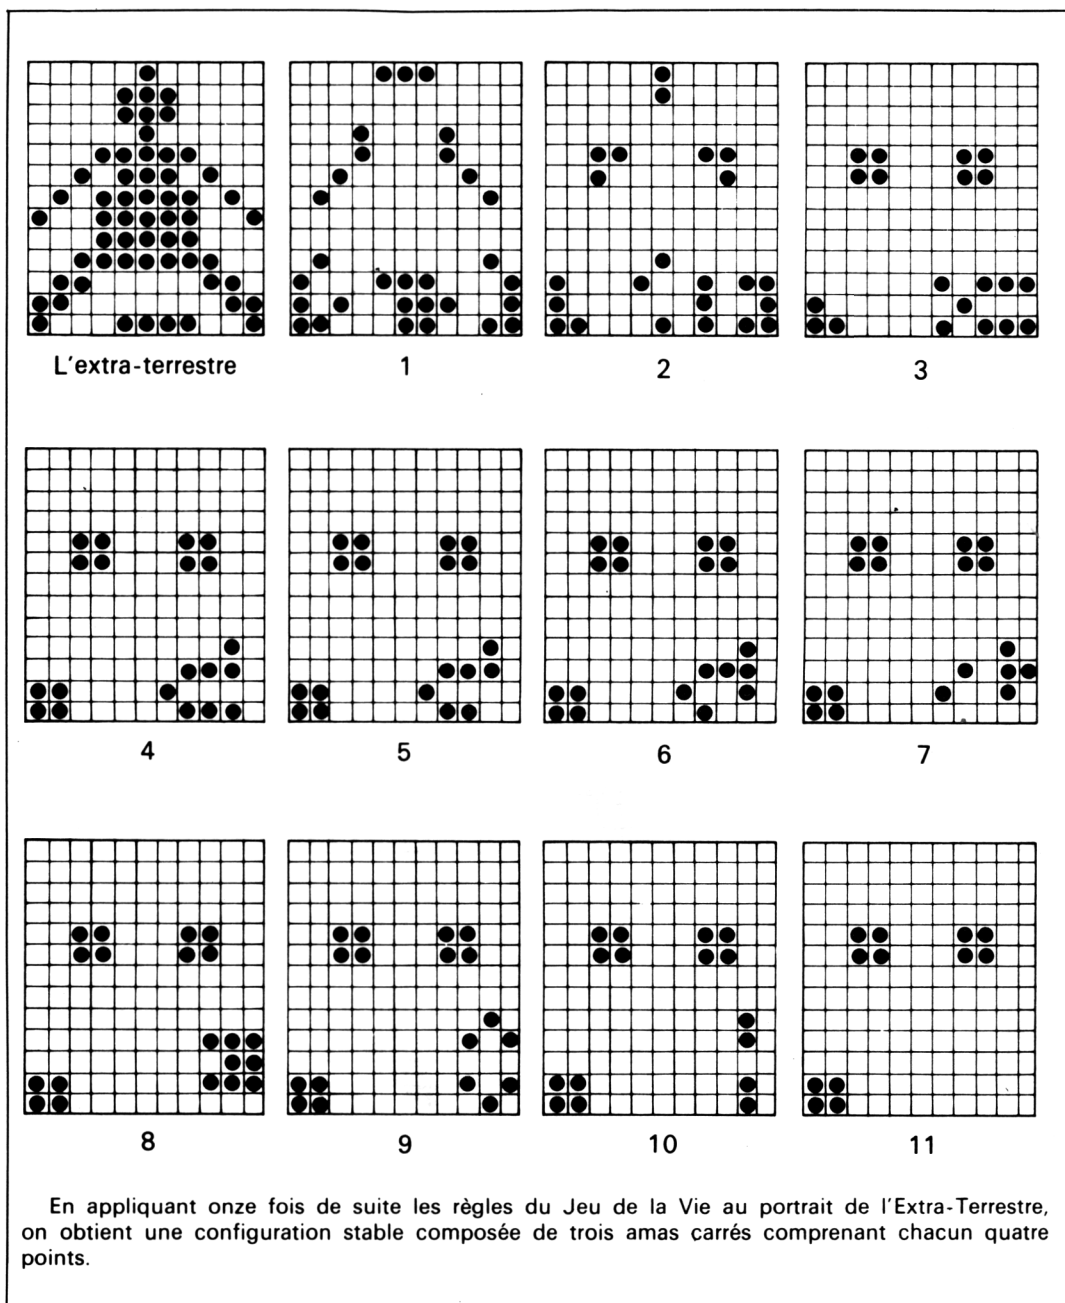 L'extra-terrestre
1
2
3
4
5
6
7
8
9
10
11
En appliquant onze fois de suite les règles du Jeu de la Vie au portrait de l'Extra-Terrestre,
on obtient une configuration stable composée de trois amas carrés comprenant chacun quatre
points.